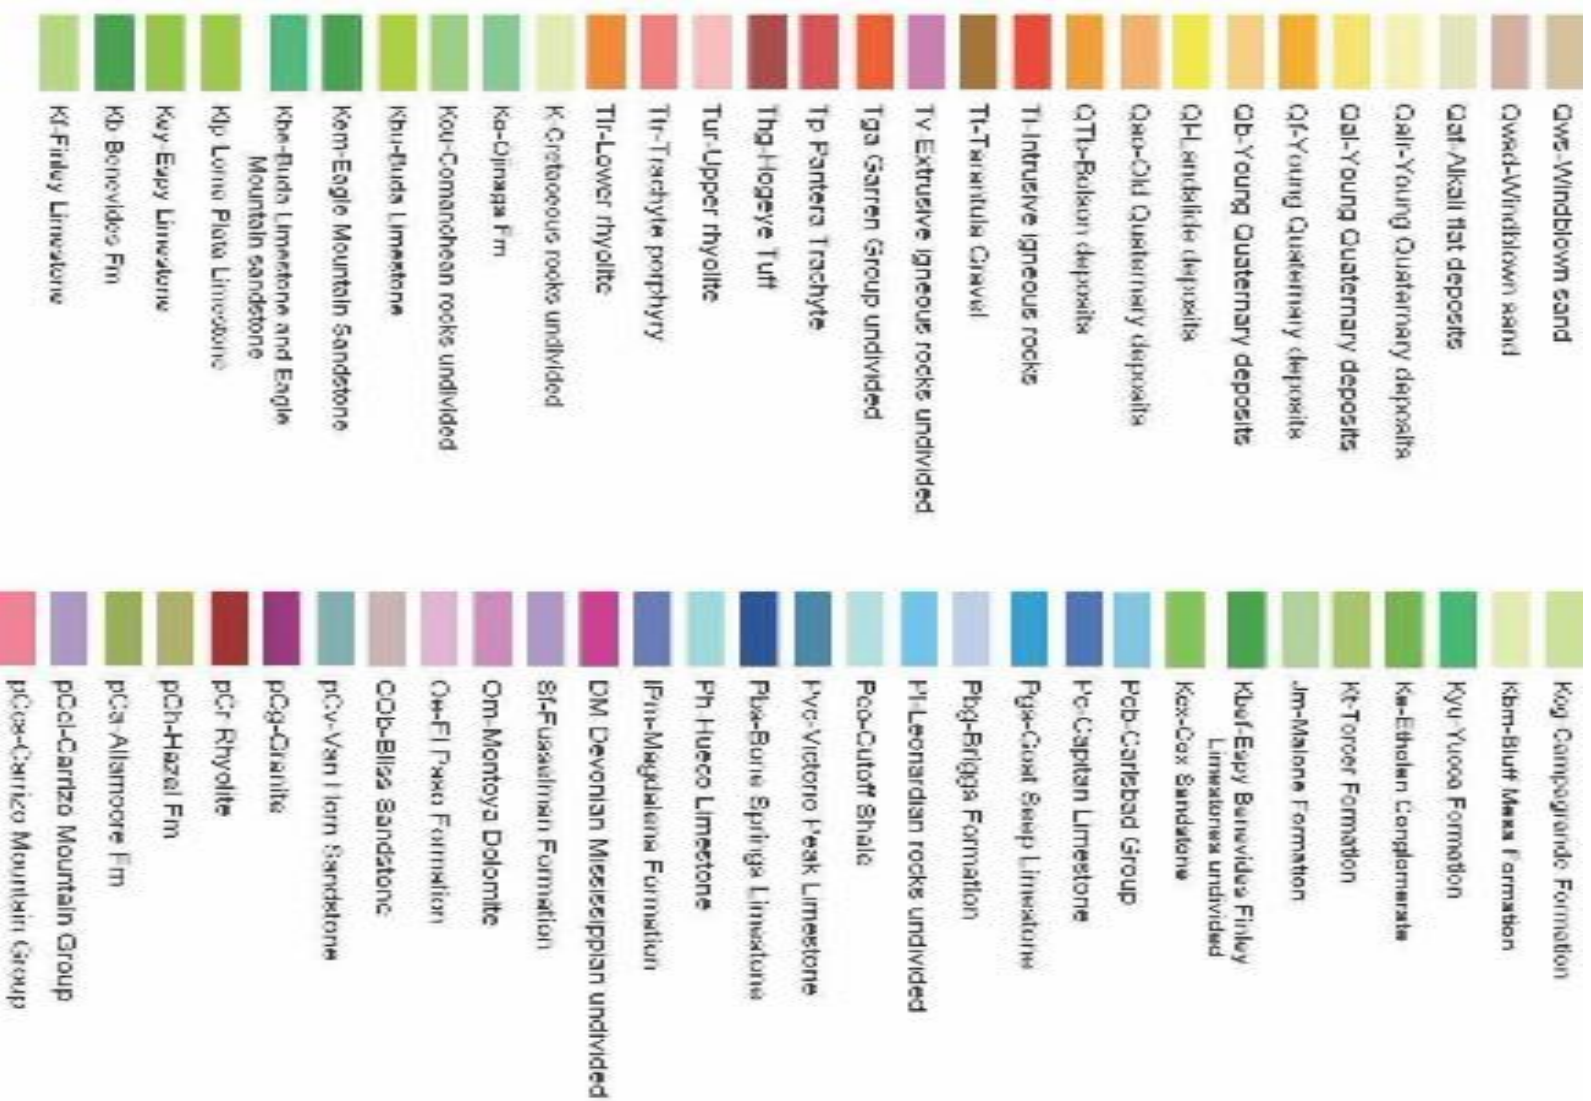 Qws-Windblown sand
Qwsd-Windblown sand
Qaf-Alkali flat deposits
Qalr-Young Quaternary deposits
Qal-Young Quaternary deposits
Qf-Young Quaternary deposits
Qb-Young Quaternary deposits
Ql-Landslide deposits
Qao-Old Quaternary deposits
QTb-Bolson deposits
Ti-Intrusive igneous rocks
Tt-Tarantula Gravel
Tv-Extrusive igneous rocks undivided
Tga Garren Group undivided
Tp Pantera Trachyte
Thg-Hogeye Tuff
Tur-Upper rhyolite
Ttr-Trachyte porphyry
Tlr-Lower rhyolite
K Cretaceous rocks undivided
Ko-Ojinaga Fm
Kou-Comanchean rocks undivided
Kbu-Buda Limestone
Kem-Eagle Mountain Sandstone
Kbe-Buda Limestone and Eagle
Mountain sandstone
Klp Loma Plata Limestone
Key-Espy Limestone
Kb Benevides Fm
Kf-Finley Limestone
Kcg Campagrande Formation
Kbm-Bluff Mesa Formation
Kyu-Yucca Formation
Ke-Etholen Conglomerate
Kt-Torcer Formation
Jm-Malone Formation
Kbef-Espy Benevides Finley
Limestones undivided
Kcx-Cox Sandstone
Pcb-Carlsbad Group
Pc-Capitan Limestone
Pgs-Goat Seep Limestone
Pbg-Briggs Formation
Pl-Leonardian rocks undivided
Pco-Cutoff Shale
Pvc-Victorio Peak Limestone
Pbs-Bone Springs Limestone
Ph Hueco Limestone
IPm-Magdalena Formation
DM Devonian Mississippian undivided
Sf-Fusselman Formation
Om-Montoya Dolomite
Oe-El Paso Formation
COb-Bliss Sandstone
pCv-Van Horn Sandstone
pCg-Granite
pCr Rhyolite
pCh-Hazel Fm
pCa-Allamoore Fm
pCcl-Carrizo Mountain Group
pCcs-Carrizo Mountain Group